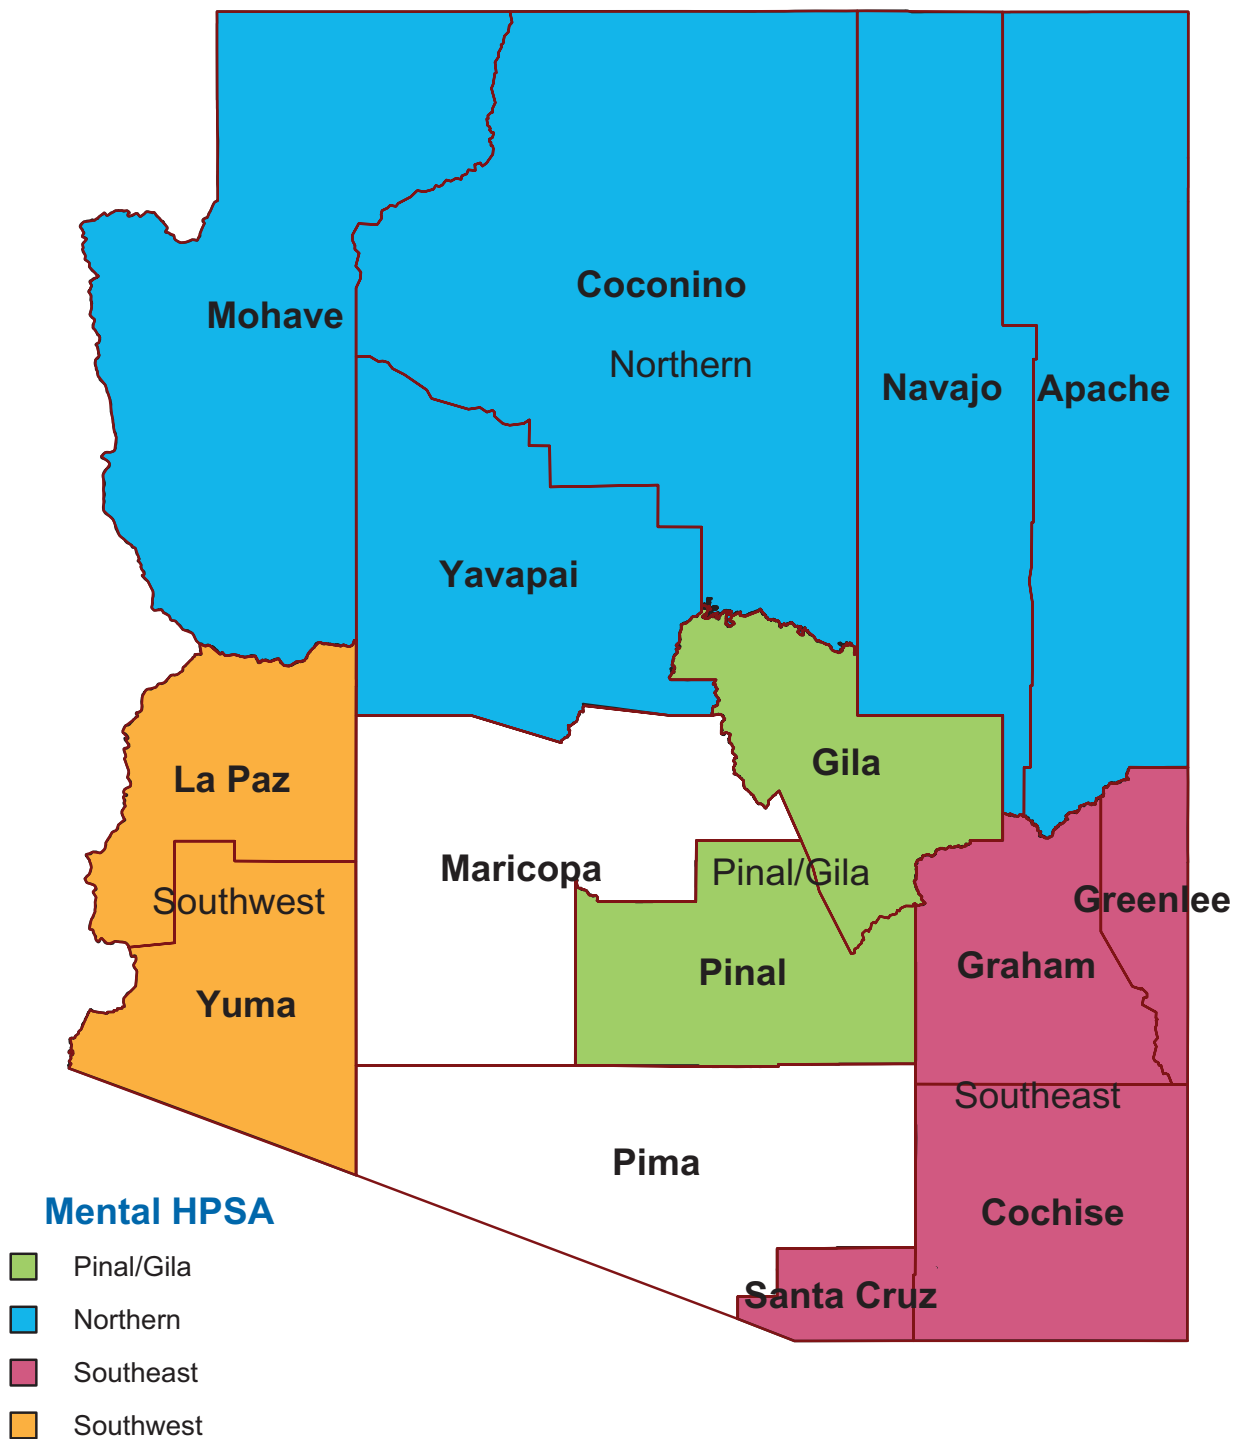 Coconino
Mohave
Northern
Navajo
Apache
Yavapai
Gila
La Paz
Maricopa
Pinal/Gila
Southwest
Greenlee
Graham
Pinal
Yuma
Southeast
Pima
Cochise
Santa Cruz
Mental HPSA
Pinal/Gila
Northern
Southeast
Southwest